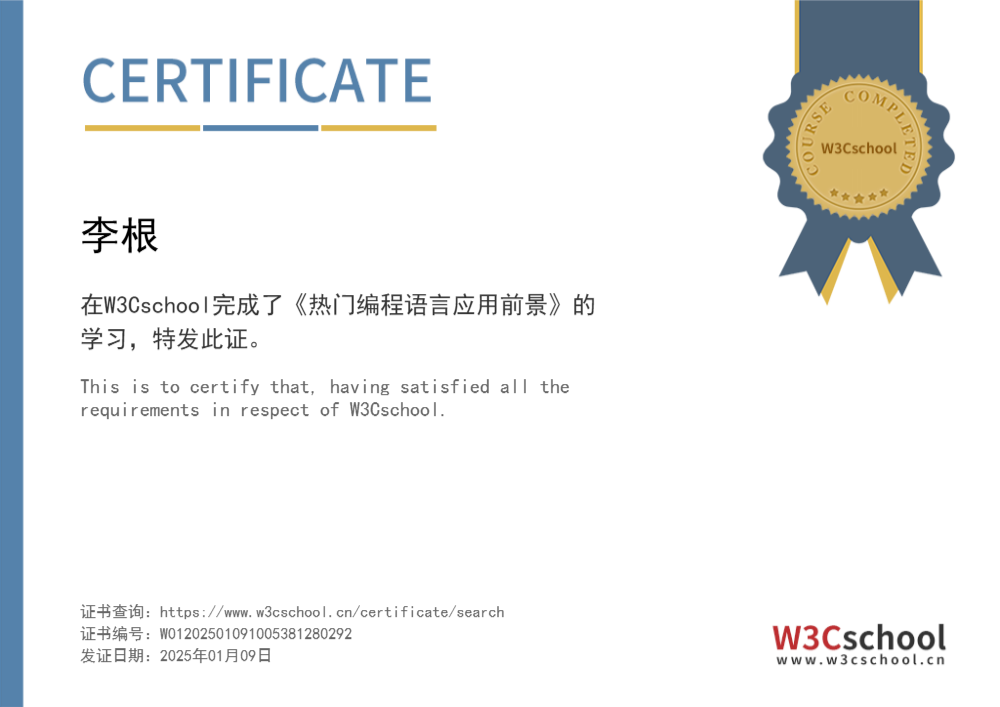 CERTIFICATE
COURSE COMPLETED
W3Cschool
李根
在W3Cschool完成了《热门编程语言应用前景》的
学习，特发此证。
This is to certify that, having satisfied all the
requirements in respect of W3Cschool.
证书查询：https://www.w3cschool.cn/certificate/search
证书编号：W01202501091005381280292
发证日期：2025年01月09日
W3Cschool
www.w3cschool.cn